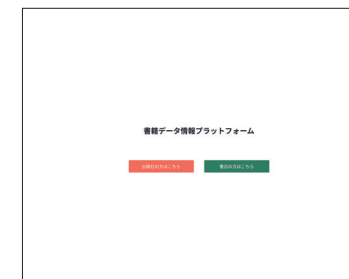 書籍データ情報プラットフォーム
出版社の方はこちら
書店の方はこちら